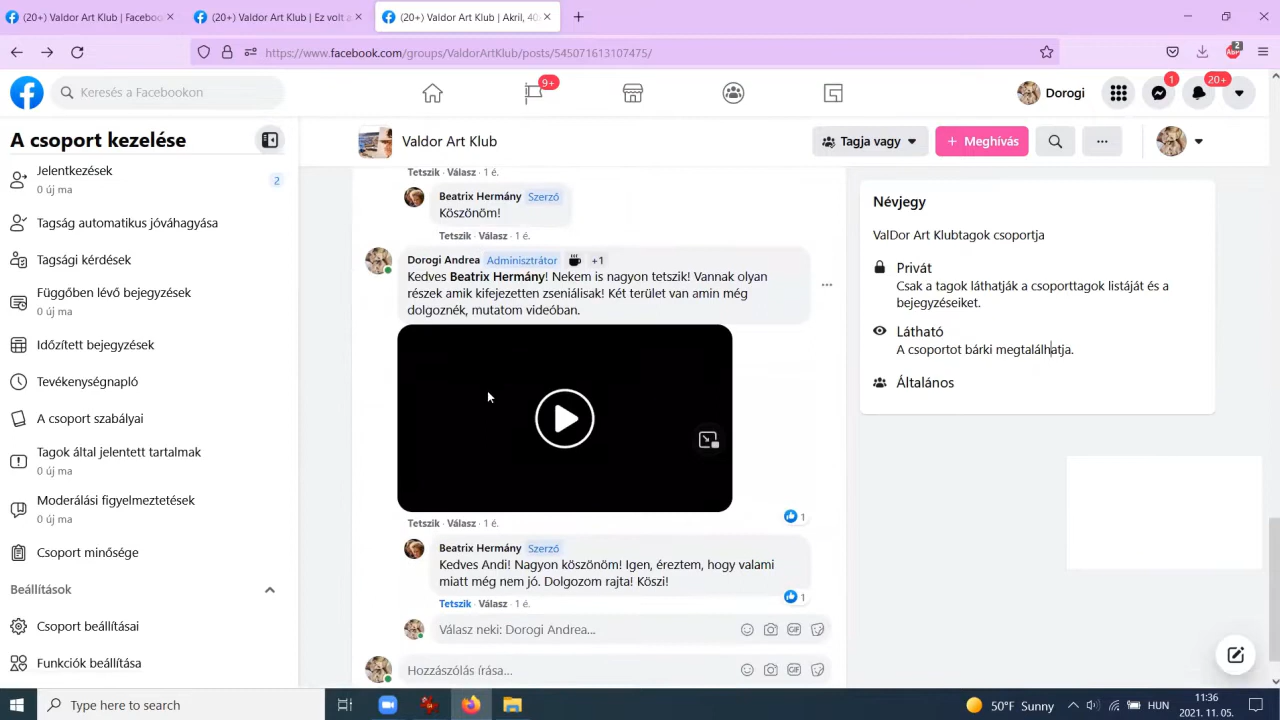 (20+) Valdor Art Klub | Faceboo
(20+) Valdor Art Klub | Ez volt a
(20+) Valdor Art Klub | Akril, 40
https://www.facebook.com/groups/ValdorArtKlub/posts/545071613107475/
2
Keresés a Facebookon
9+
Dorogi
1
20+
A csoport kezelése
Valdor Art Klub
Tagja vagy
+ Meghívás
Jelentkezések
0 új ma
2
Tagság automatikus jóváhagyása
Tagsági kérdések
Függőben lévő bejegyzések
0 új ma
Időzített bejegyzések
Tevékenységnapló
A csoport szabályai
Tagok által jelentett tartalmak
0 új ma
Moderálási figyelmeztetések
0 új ma
Csoport minősége
Beállítások
Csoport beállításai
Funkciók beállítása
Tetszik · Válasz · 1 é.
Beatrix Hermány Szerző
Köszönöm!
Tetszik · Válasz · 1 é.
Dorogi Andrea Adminisztrátor +1
Kedves Beatrix Hermány! Nekem is nagyon tetszik! Vannak olyan
részek amik kifejezetten zseniálisak! Két terület van amin még
dolgoznék, mutatom videóban.
Tetszik · Válasz · 1 é.
1
Beatrix Hermány Szerző
Kedves Andi! Nagyon köszönöm! Igen, éreztem, hogy valami
miatt még nem jó. Dolgozom rajta! Köszi!
Tetszik · Válasz · 1 é.
1
Válasz neki: Dorogi Andrea...
GIF
Hozzászólás írása...
GIF
Névjegy
ValDor Art Klubtagok csoportja
Privát
Csak a tagok láthatják a csoporttagok listáját és a
bejegyzéseiket.
Látható
A csoportot bárki megtalálhatja.
Általános
Type here to search
50°F Sunny
HUN
11:36
2021. 11. 05.